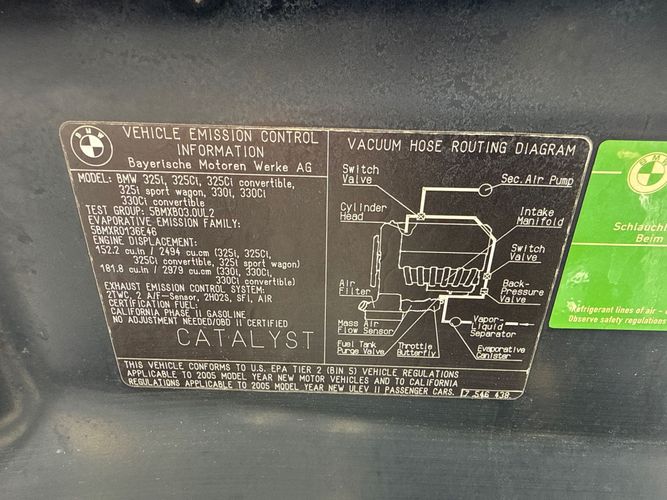 BMW
VEHICLE EMISSION CONTROL
INFORMATION
Bayerische Motoren Werke AG
MODEL: BMW 325i, 325Ci, 325Ci convertible,
325i sport wagon, 330i, 330Ci
330Ci convertible
TEST GROUP: 5BMXB03.0UL2
EVAPORATIVE EMISSION FAMILY:
5BMXR0136E46
ENGINE DISPLACEMENT:
152.2 cu.in / 2494 cu.cm (325i, 325Ci,
325Ci convertible, 325i sport wagon)
181.8 cu.in / 2979 cu.cm (330i, 330Ci,
330Ci convertible)
EXHAUST EMISSION CONTROL SYSTEM:
2TWC, 2 A/F-Sensor, 2HO2S, SFI, AIR
CERTIFICATION FUEL:
CALIFORNIA PHASE II GASOLINE
NO ADJUSTMENT NEEDED/OBD II CERTIFIED
CATALYST
VACUUM HOSE ROUTING DIAGRAM
Switch
Valve
Sec.Air Pump
Cylinder
Head
Intake
Manifold
Switch
Valve
Air
Filter
Back-
Pressure
Valve
Mass Air
Flow Sensor
Vapor-
Liquid
Separator
Fuel Tank
Purge Valve
Throttle
Butterfly
Evaporative
Canister
THIS VEHICLE CONFORMS TO U.S. EPA TIER 2 (BIN 5) VEHICLE REGULATIONS
APPLICABLE TO 2005 MODEL YEAR NEW MOTOR VEHICLES AND TO CALIFORNIA
REGULATIONS APPLICABLE TO 2005 MODEL YEAR NEW ULEV II PASSENGER CARS.
7 546 438
BM
Schlauchl
Beim
Refrigerant lines of air -
Observe safety regulations